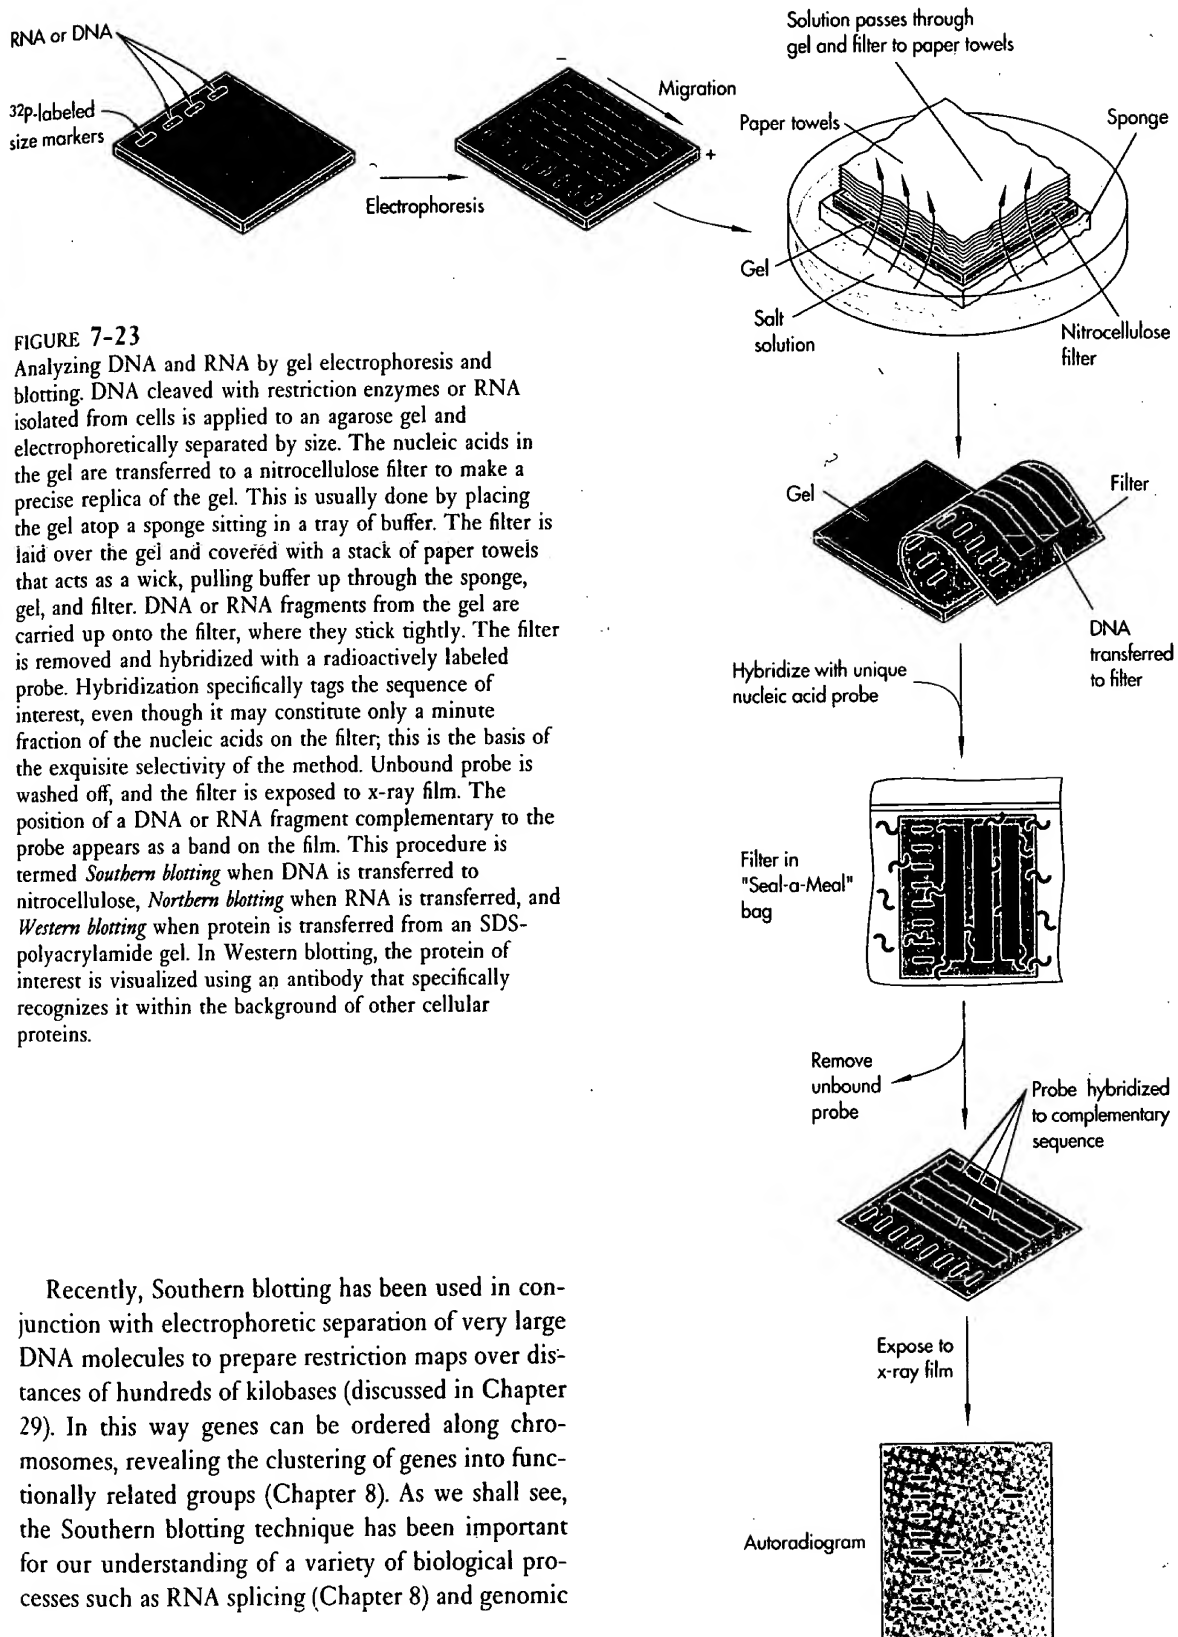 RNA or DNA
32P-labeled
size markers
Electrophoresis
−
Migration
+
Solution passes through
gel and filter to paper towels
Paper towels
Sponge
Gel
Salt
solution
Nitrocellulose
filter
FIGURE 7-23
Analyzing DNA and RNA by gel electrophoresis and
blotting. DNA cleaved with restriction enzymes or RNA
isolated from cells is applied to an agarose gel and
electrophoretically separated by size. The nucleic acids in
the gel are transferred to a nitrocellulose filter to make a
precise replica of the gel. This is usually done by placing
the gel atop a sponge sitting in a tray of buffer. The filter is
laid over the gel and covered with a stack of paper towels
that acts as a wick, pulling buffer up through the sponge,
gel, and filter. DNA or RNA fragments from the gel are
carried up onto the filter, where they stick tightly. The filter
is removed and hybridized with a radioactively labeled
probe. Hybridization specifically tags the sequence of
interest, even though it may constitute only a minute
fraction of the nucleic acids on the filter; this is the basis of
the exquisite selectivity of the method. Unbound probe is
washed off, and the filter is exposed to x-ray film. The
position of a DNA or RNA fragment complementary to the
probe appears as a band on the film. This procedure is
termed Southern blotting when DNA is transferred to
nitrocellulose, Northern blotting when RNA is transferred, and
Western blotting when protein is transferred from an SDS-
polyacrylamide gel. In Western blotting, the protein of
interest is visualized using an antibody that specifically
recognizes it within the background of other cellular
proteins.
Gel
Filter
DNA
transferred
to filter
Hybridize with unique
nucleic acid probe
Filter in
"Seal-a-Meal"
bag
Remove
unbound
probe
Probe hybridized
to complementary
sequence
Expose to
x-ray film
Autoradiogram
Recently, Southern blotting has been used in con-
junction with electrophoretic separation of very large
DNA molecules to prepare restriction maps over dis-
tances of hundreds of kilobases (discussed in Chapter
29). In this way genes can be ordered along chro-
mosomes, revealing the clustering of genes into func-
tionally related groups (Chapter 8). As we shall see,
the Southern blotting technique has been important
for our understanding of a variety of biological pro-
cesses such as RNA splicing (Chapter 8) and genomic